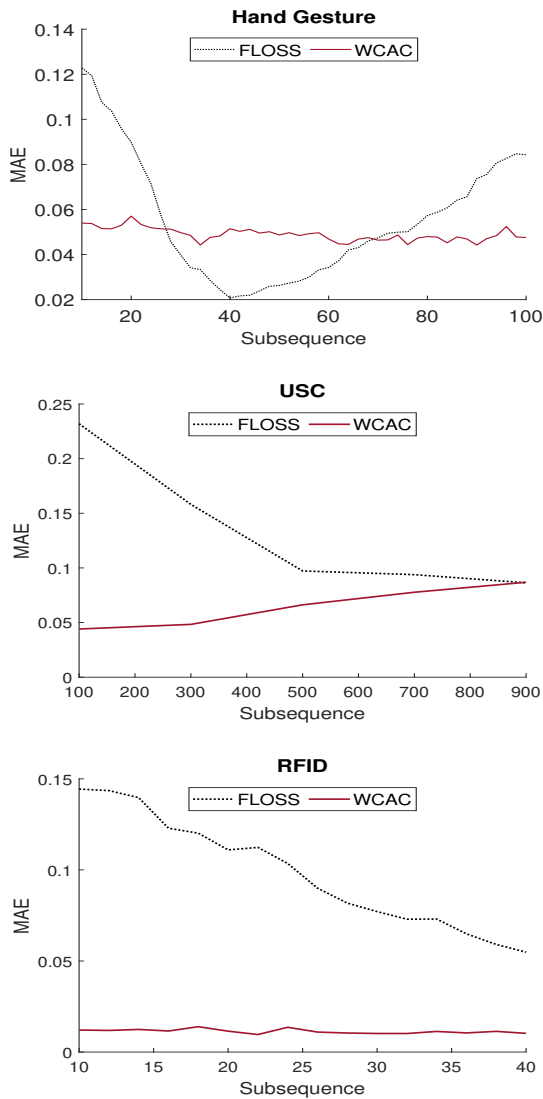 Hand Gesture
FLOSS WCAC
0.14
0.12
0.1
0.08
0.06
0.04
0.02
MAE
20 40 60 80 100
Subsequence
USC
FLOSS WCAC
0.25
0.2
0.15
0.1
0.05
0
MAE
100 200 300 400 500 600 700 800 900
Subsequence
RFID
FLOSS WCAC
0.15
0.1
0.05
0
MAE
10 15 20 25 30 35 40
Subsequence